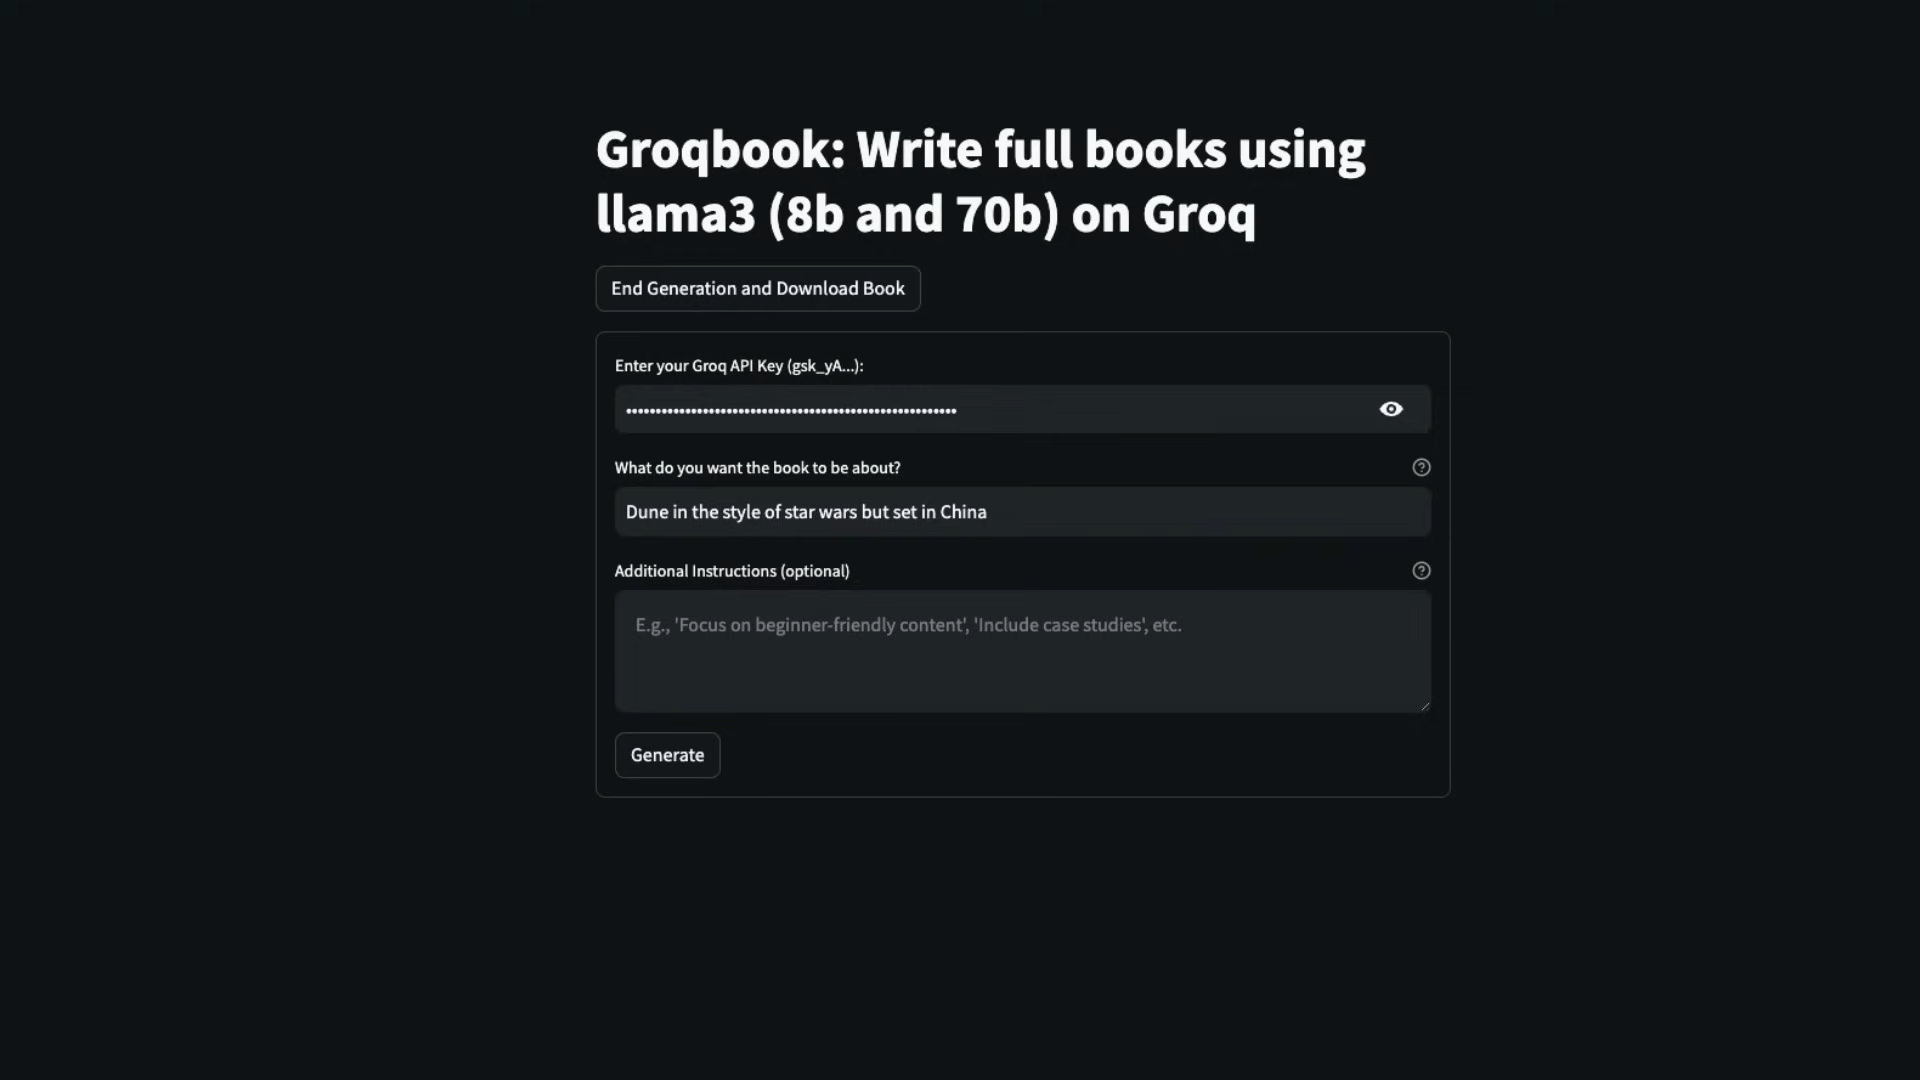 Groqbook: Write full books using
llama3 (8b and 70b) on Groq
End Generation and Download Book
Enter your Groq API Key (gsk_yA...):
••••••••••••••••••••••••••••••••••••••••••••••••••••••••
What do you want the book to be about?
Dune in the style of star wars but set in China
Additional Instructions (optional)
E.g., 'Focus on beginner-friendly content', 'Include case studies', etc.
Generate